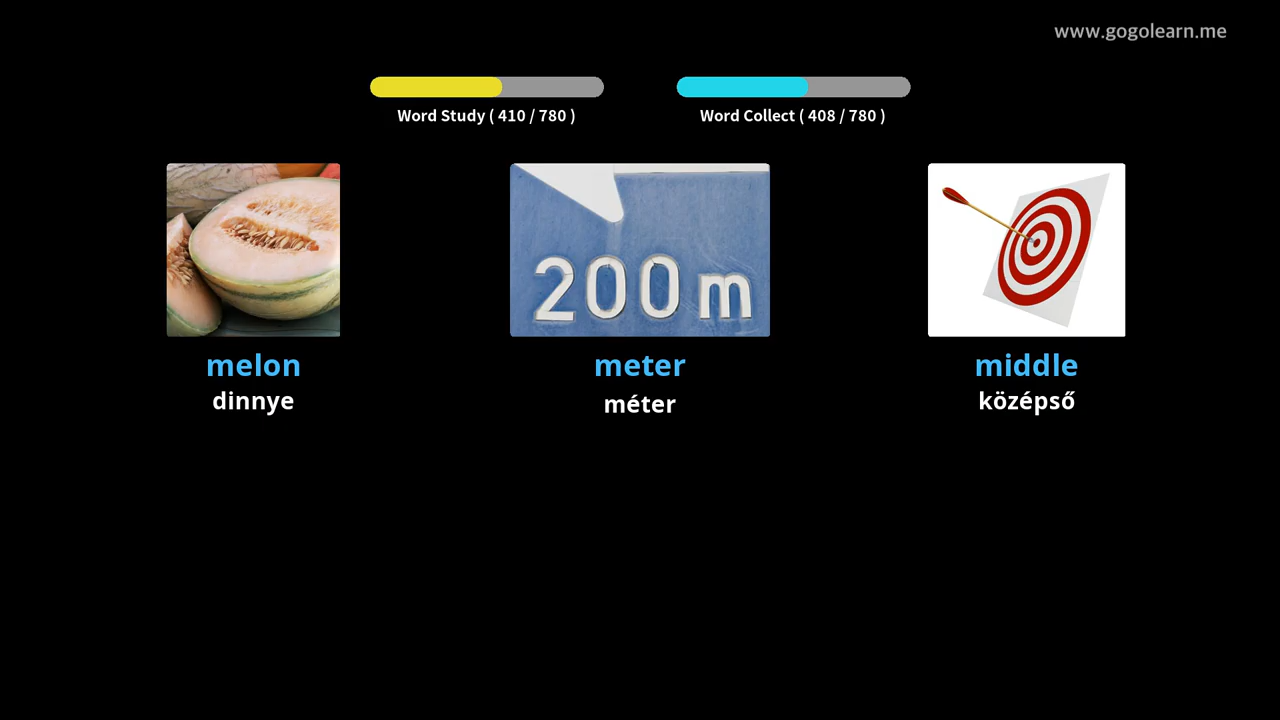 www.gogolearn.me
Word Study ( 410 / 780 )
Word Collect ( 408 / 780 )
200 m
melon
dinnye
meter
méter
middle
középső